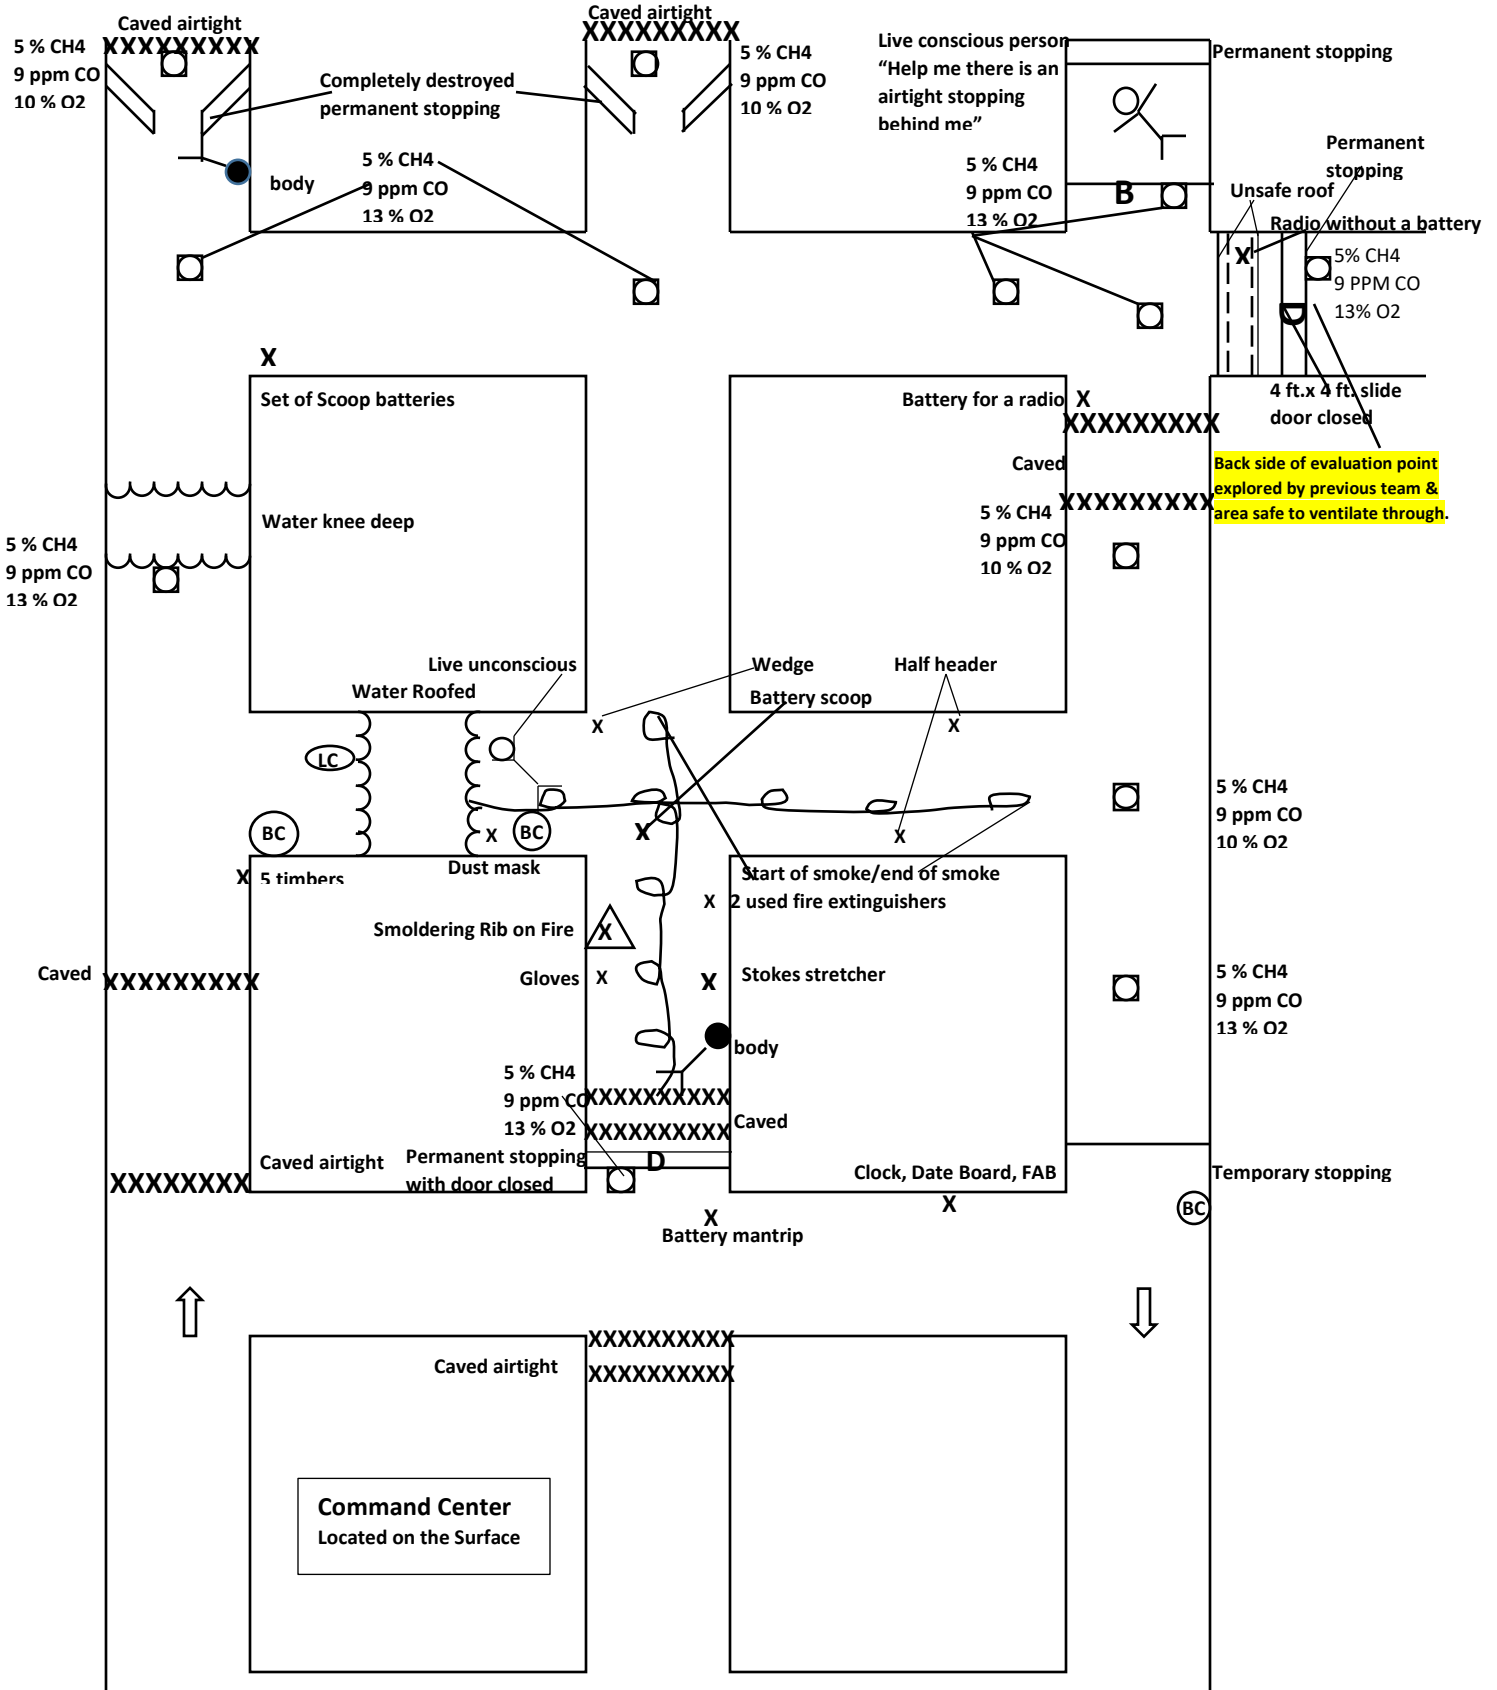 Caved airtight
Caved airtight
XXXXXXXXX
XXXXXXXXX
5 % CH4
9 ppm CO
10 % O2
Completely destroyed
permanent stopping
5 % CH4
9 ppm CO
10 % O2
Live conscious person
“Help me there is an
airtight stopping
behind me”
Permanent stopping
body
5 % CH4
9 ppm CO
13 % O2
5 % CH4
9 ppm CO
13 % O2
B
Permanent
stopping
Unsafe roof
Radio without a battery
X
5% CH4
9 PPM CO
13% O2
D
X
Set of Scoop batteries
Battery for a radio
X
4 ft.x 4 ft. slide
door closed
XXXXXXXXX
Caved
XXXXXXXXX
Back side of evaluation point
explored by previous team &
area safe to ventilate through.
Water knee deep
5 % CH4
9 ppm CO
10 % O2
5 % CH4
9 ppm CO
13 % O2
Live unconscious
Water Roofed
Wedge
Battery scoop
Half header
X
X
LC
BC
X
BC
X
X
5 % CH4
9 ppm CO
10 % O2
Dust mask
X
5 timbers
Start of smoke/end of smoke
X
2 used fire extinguishers
Smoldering Rib on Fire
X
Caved
XXXXXXXXX
Gloves
X
X
Stokes stretcher
5 % CH4
9 ppm CO
13 % O2
body
5 % CH4
9 ppm CO
13 % O2
XXXXXXXXXX
Caved
XXXXXXXXXX
Caved airtight
XXXXXXXXX
Permanent stopping
with door closed
D
Clock, Date Board, FAB
Temporary stopping
X
X
BC
Battery mantrip
XXXXXXXXXX
Caved airtight
XXXXXXXXXX
Command Center
Located on the Surface